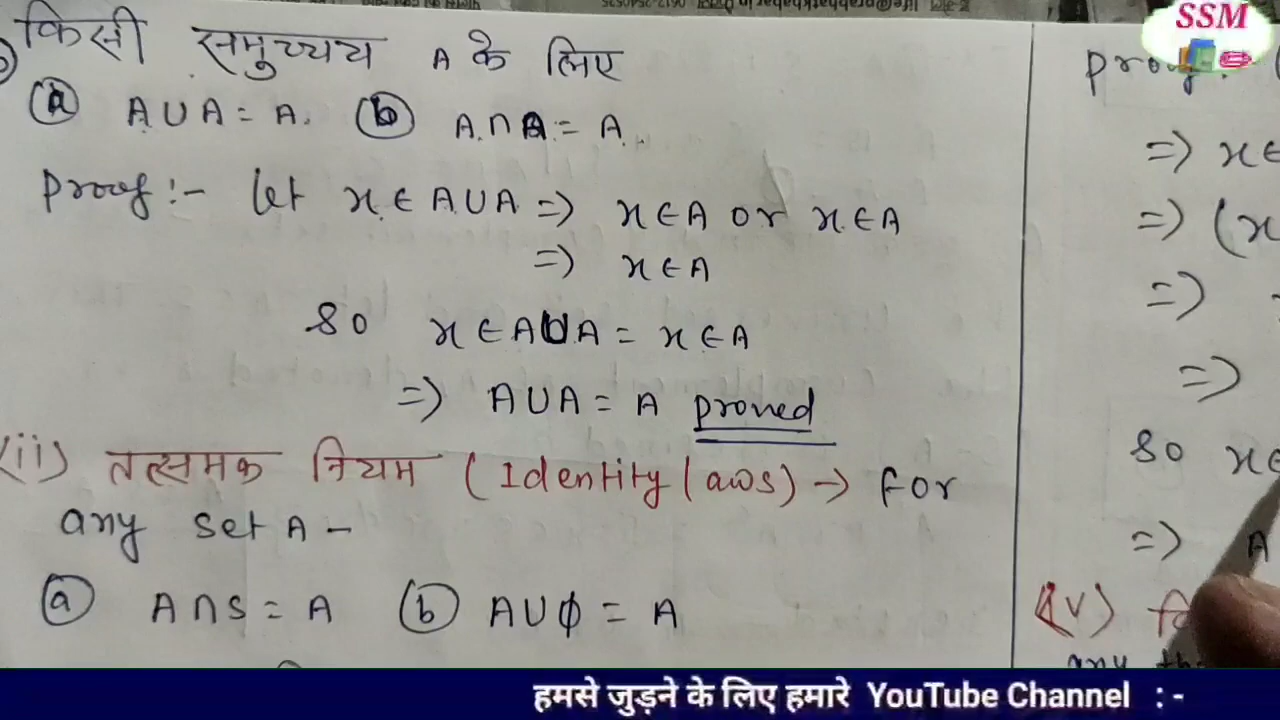 किसी समुच्चय A के लिए
(a) A ∪ A = A. (b) A ∩ A = A.
Proof :- let x ∈ A ∪ A => x ∈ A or x ∈ A
=> x ∈ A
So x ∈ A ∪ A = x ∈ A
=> A ∪ A = A proved
(ii) तत्समक नियम (Identity laws) -> For
any set A -
(a) A ∩ S = A (b) A ∪ ϕ = A
SSM
=> x ∈
=> (x
=>
=>
So x ∈
=> A
हमसे जुड़ने के लिए हमारे YouTube Channel : -